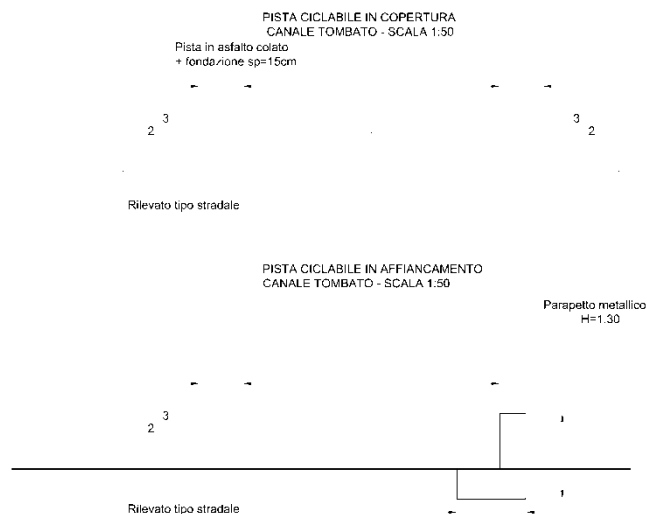 PISTA CICLABILE IN COPERTURA
CANALE TOMBATO - SCALA 1:50
Pista in asfalto colato
+ fondazione sp=15cm
3
2
3
2
Rilevato tipo stradale
PISTA CICLABILE IN AFFIANCAMENTO
CANALE TOMBATO - SCALA 1:50
Parapetto metallico
H=1.30
3
2
Rilevato tipo stradale